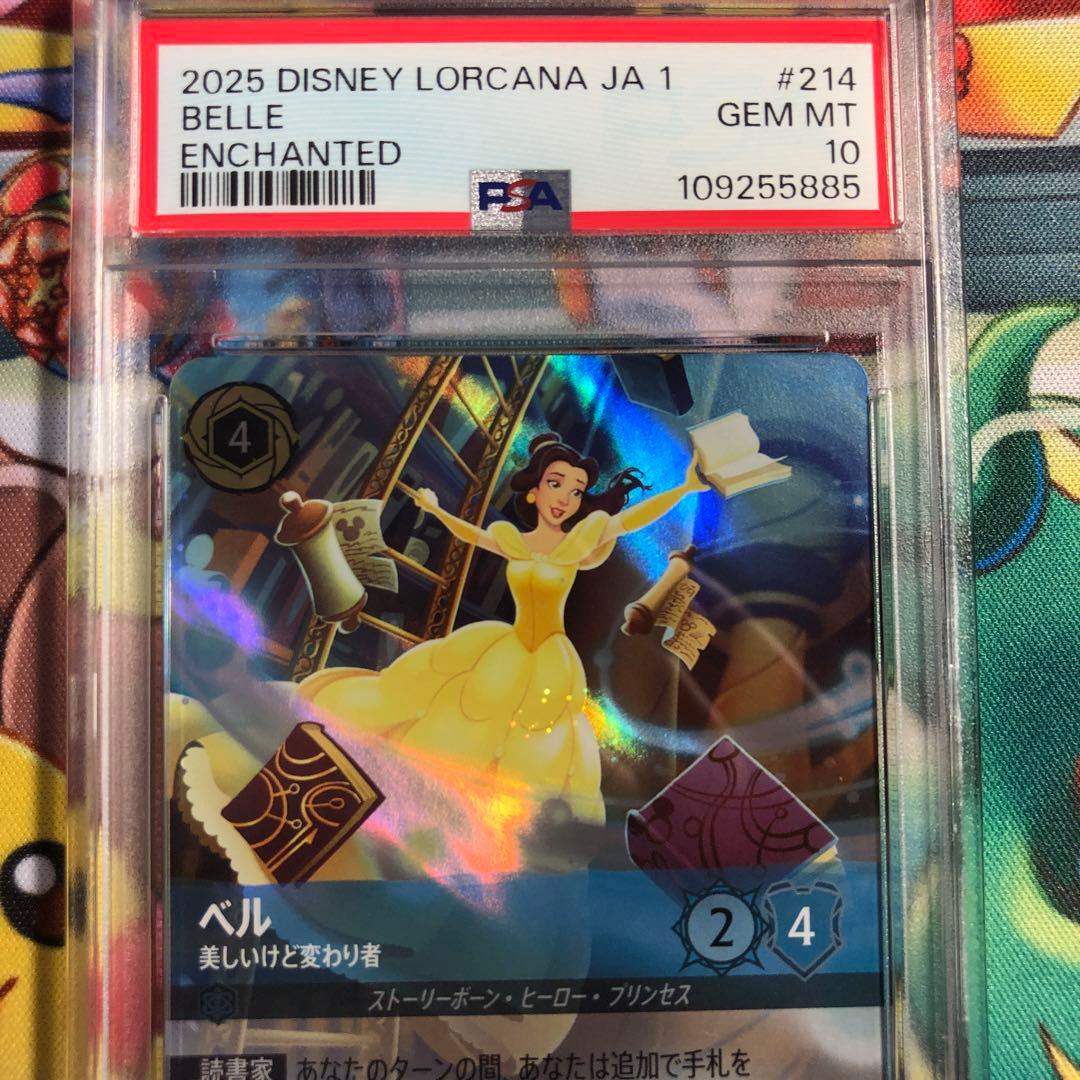 2025 DISNEY LORCANA JA 1 #214
BELLE GEM MT
ENCHANTED 10
109255885
PSA
4
ベル
美しいけど変わり者
2 4
ストーリーボーン・ヒーロー・プリンセス
読書家 あなたのターンの間、あなたは追加で手札を